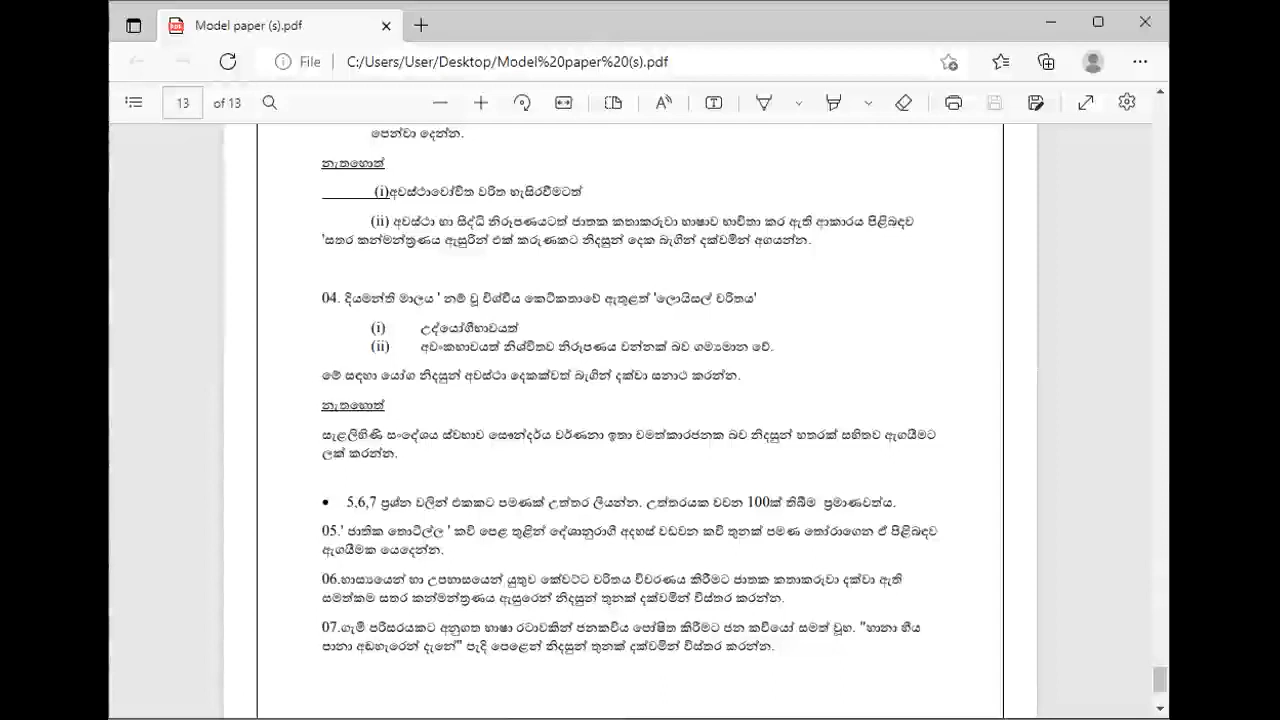 Model paper (s).pdf
File
C:/Users/User/Desktop/Model%20paper%20(s).pdf
13 of 13
පෙන්වා දෙන්න.
නැතහොත්
(i)අවස්ථාවෝචිත චරිත හැසිරවීමටත්
(ii) අවස්ථා හා සිද්ධි නිරූපණයටත් ජාතක කතාකරුවා භාෂාව භාවිතා කර ඇති ආකාරය පිළිබඳව
'සතර කන්මන්ත්‍රණය ඇසුරින් එක් කරුණකට නිදසුන් දෙක බැගින් දක්වමින් අගයන්න.
04. දියමන්ති මාලය ' නම් වූ විශ්වීය කෙටිකතාවේ ඇතුළත් 'ලොයිසල් චරිතය'
(i) උද්යෝගීභාවයත්
(ii) අවංකභාවයත් නිශ්චිතව නිරූපණය වන්නක් බව ගම්‍යමාන වේ.
මේ සඳහා යෝග නිදසුන් අවස්ථා දෙකක්වත් බැගින් දක්වා සනාථ කරන්න.
නැතහොත්
සැළලිහිණි සංදේශය ස්වභාව සෞන්දර්ය වර්ණනා ඉතා චමත්කාරජනක බව නිදසුන් හතරක් සහිතව ඇගයීමට
ලක් කරන්න.
• 5,6,7 ප්‍රශ්න වලින් එකකට පමණක් උත්තර ලියන්න. උත්තරයක වචන 100ක් තිබීම ප්‍රමාණවත්ය.
05.' ජාතික තොටිල්ල ' කවි පෙළ තුළින් දේශානුරාගී අදහස් වඩවන කවි තුනක් පමණ තෝරාගෙන ඒ පිළිබඳව
ඇගයීමක යෙදෙන්න.
06.හාස්‍යයෙන් හා උපහාසයෙන් යුතුව කේවට්ට චරිතය විවරණය කිරීමට ජාතක කතාකරුවා දක්වා ඇති
සමත්කම සතර කන්මන්ත්‍රණය ඇසුරෙන් නිදසුන් තුනක් දක්වමින් විස්තර කරන්න.
07.ගැමි පරිසරයකට අනුගත භාෂා රටාවකින් ජනකවිය පෝෂිත කිරීමට ජන කවියෝ සමත් වූහ. "හානා හීය
පානා අඬහැරෙන් දැනේ" පැදි පෙළෙන් නිදසුන් තුනක් දක්වමින් විස්තර කරන්න.